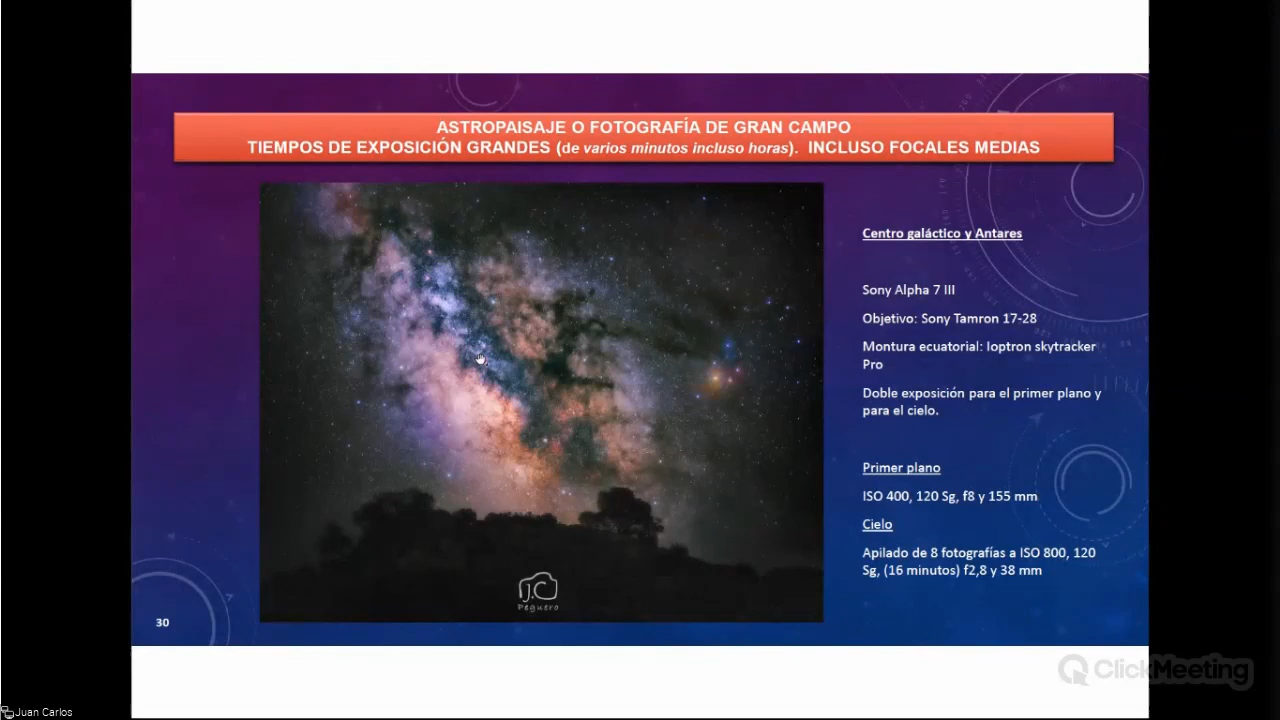 ASTROPAISAJE O FOTOGRAFÍA DE GRAN CAMPO
TIEMPOS DE EXPOSICIÓN GRANDES (de varios minutos incluso horas). INCLUSO FOCALES MEDIAS
Centro galáctico y Antares
Sony Alpha 7 III
Objetivo: Sony Tamron 17-28
Montura ecuatorial: Ioptron skytracker
Pro
Doble exposición para el primer plano y
para el cielo.
Primer plano
ISO 400, 120 Sg, f8 y 155 mm
Cielo
Apilado de 8 fotografías a ISO 800, 120
Sg, (16 minutos) f2,8 y 38 mm
J.C
Peguero
30
ClickMeeting
Juan Carlos